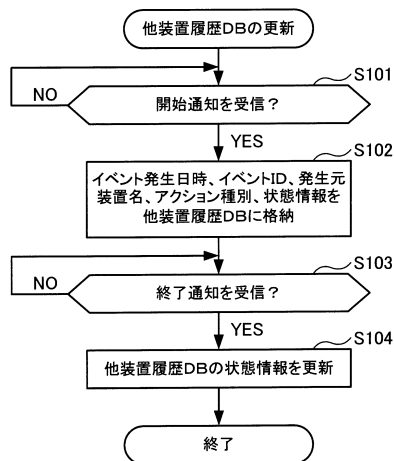 他装置履歴DBの更新
S101
開始通知を受信?
NO
YES
S102
イベント発生日時、イベントID、発生元
装置名、アクション種別、状態情報を
他装置履歴DBに格納
S103
終了通知を受信?
NO
YES
S104
他装置履歴DBの状態情報を更新
終了